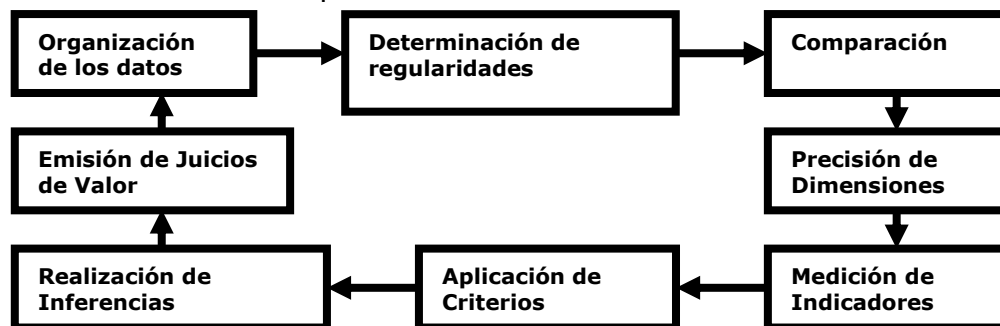 Organización
de los datos
Determinación de
regularidades
Comparación
Emisión de Juicios
de Valor
Precisión de
Dimensiones
Realización de
Inferencias
Aplicación de
Criterios
Medición de
Indicadores